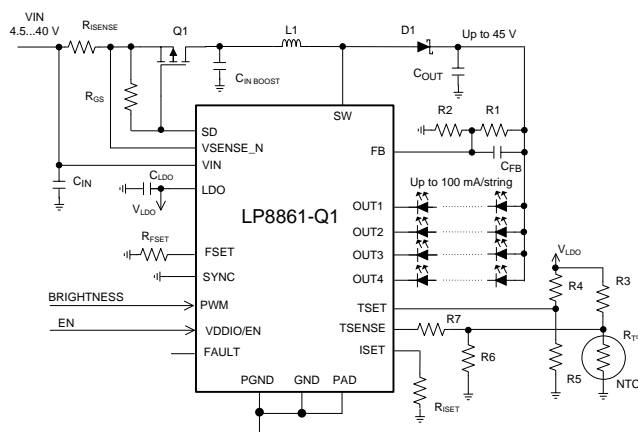 VIN
4.5...40 V
RISENSE
Q1
L1
D1
Up to 45 V
CIN BOOST
COUT
RGS
R2
R1
SD
SW
VSENSE_N
FB
CFB
VIN
CIN
CLDO
LDO
VLDO
Up to 100 mA/string
LP8861-Q1
OUT1
OUT2
OUT3
OUT4
RFSET
FSET
SYNC
VLDO
R4
R3
BRIGHTNESS
PWM
TSET
EN
VDDIO/EN
TSENSE
R7
FAULT
ISET
R6
R5
NTC
PGND
GND
PAD
RISET